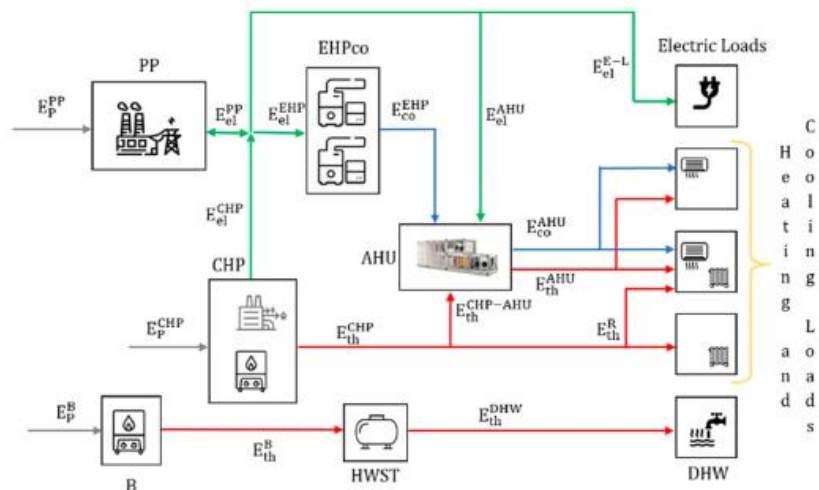 EHPco
Electric Loads
PP
E_el^E-L
E_P^PP
E_el^PP
E_el^EHP
E_co^EHP
E_el^AHU
E_el^CHP
E_co^AHU
AHU
E_th^AHU
CHP
E_th^CHP-AHU
E_P^CHP
E_th^CHP
E_th^R
Heating and
Cooling Loads
E_P^B
E_th^B
E_th^DHW
B
HWST
DHW